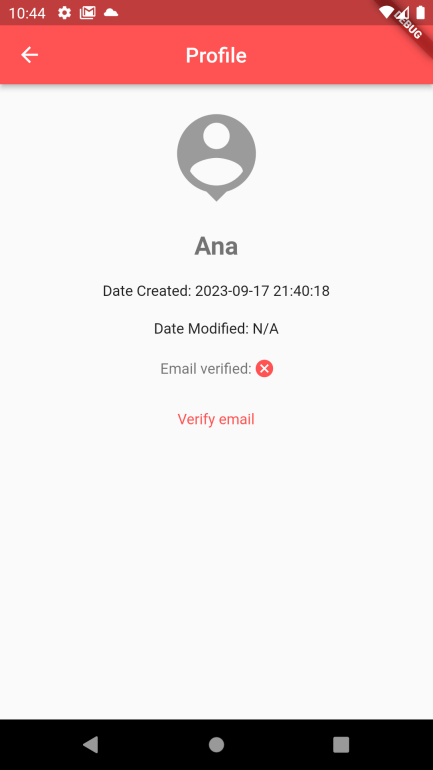 10:44
DEBUG
Profile
Ana
Date Created: 2023-09-17 21:40:18
Date Modified: N/A
Email verified:
Verify email